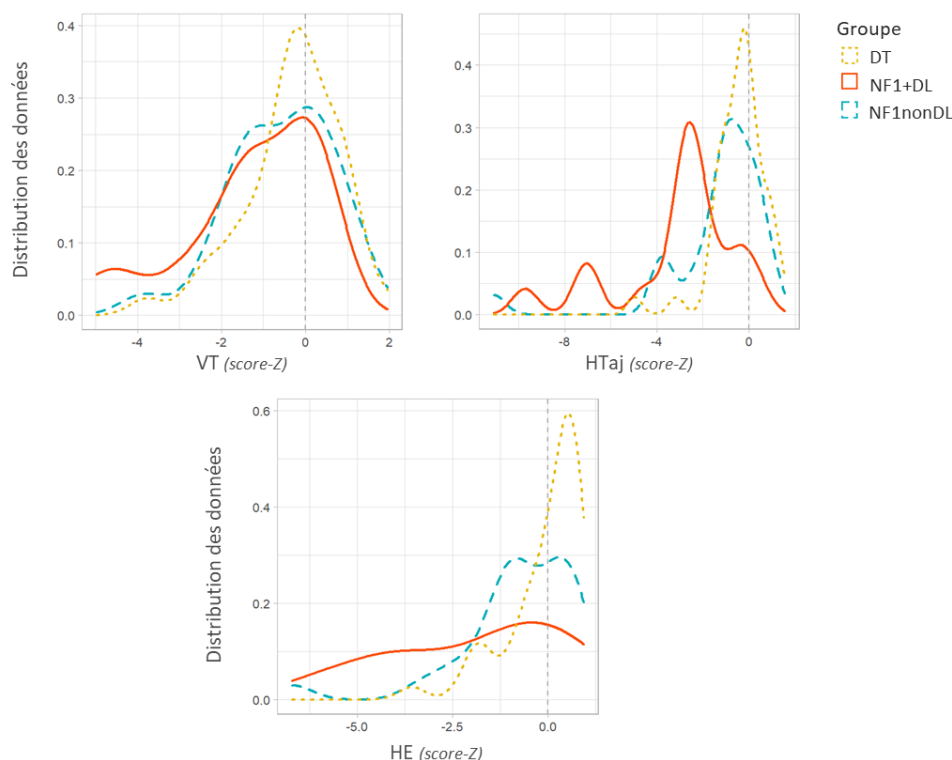 Groupe
DT
NF1+DL
NF1nonDL
Distribution des données
0.4
0.3
0.2
0.1
0.0
-4
-2
0
2
VT (score-Z)
0.4
0.3
0.2
0.1
0.0
-8
-4
0
HTaj (score-Z)
Distribution des données
0.6
0.4
0.2
0.0
-5.0
-2.5
0.0
HE (score-Z)